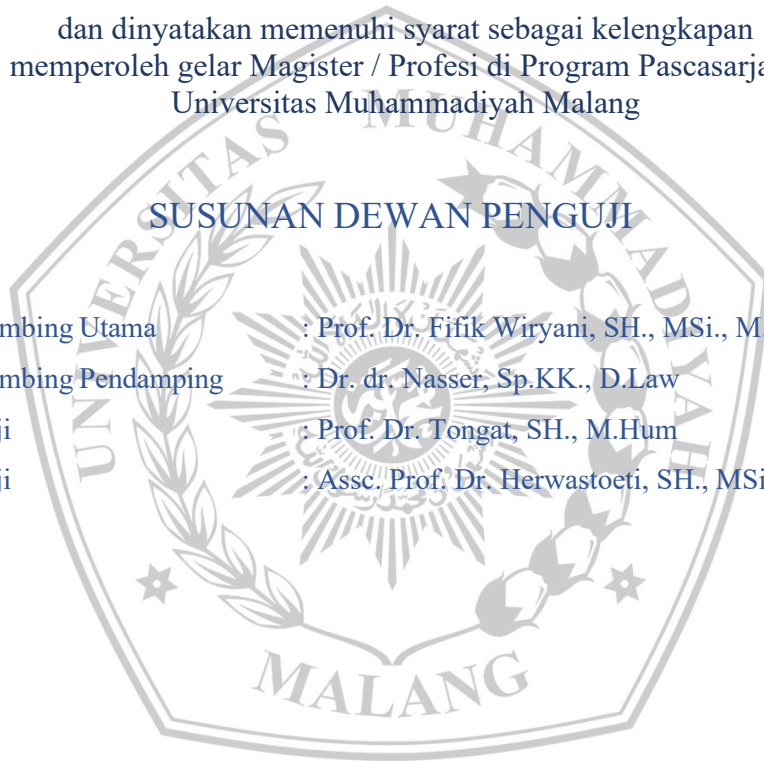 dan dinyatakan memenuhi syarat sebagai kelengkapan
memperoleh gelar Magister / Profesi di Program Pascasarja
Universitas Muhammadiyah Malang
UNIVERSITAS MUHAMMADIYAH
SUSUNAN DEWAN PENGUJI
mbing Utama : Prof. Dr. Fifik Wiryani, SH., MSi., M.
mbing Pendamping : Dr. dr. Nasser, Sp.KK., D.Law
ji : Prof. Dr. Tongat, SH., M.Hum
ji : Assc. Prof. Dr. Herwastoeti, SH., MSi
MALANG